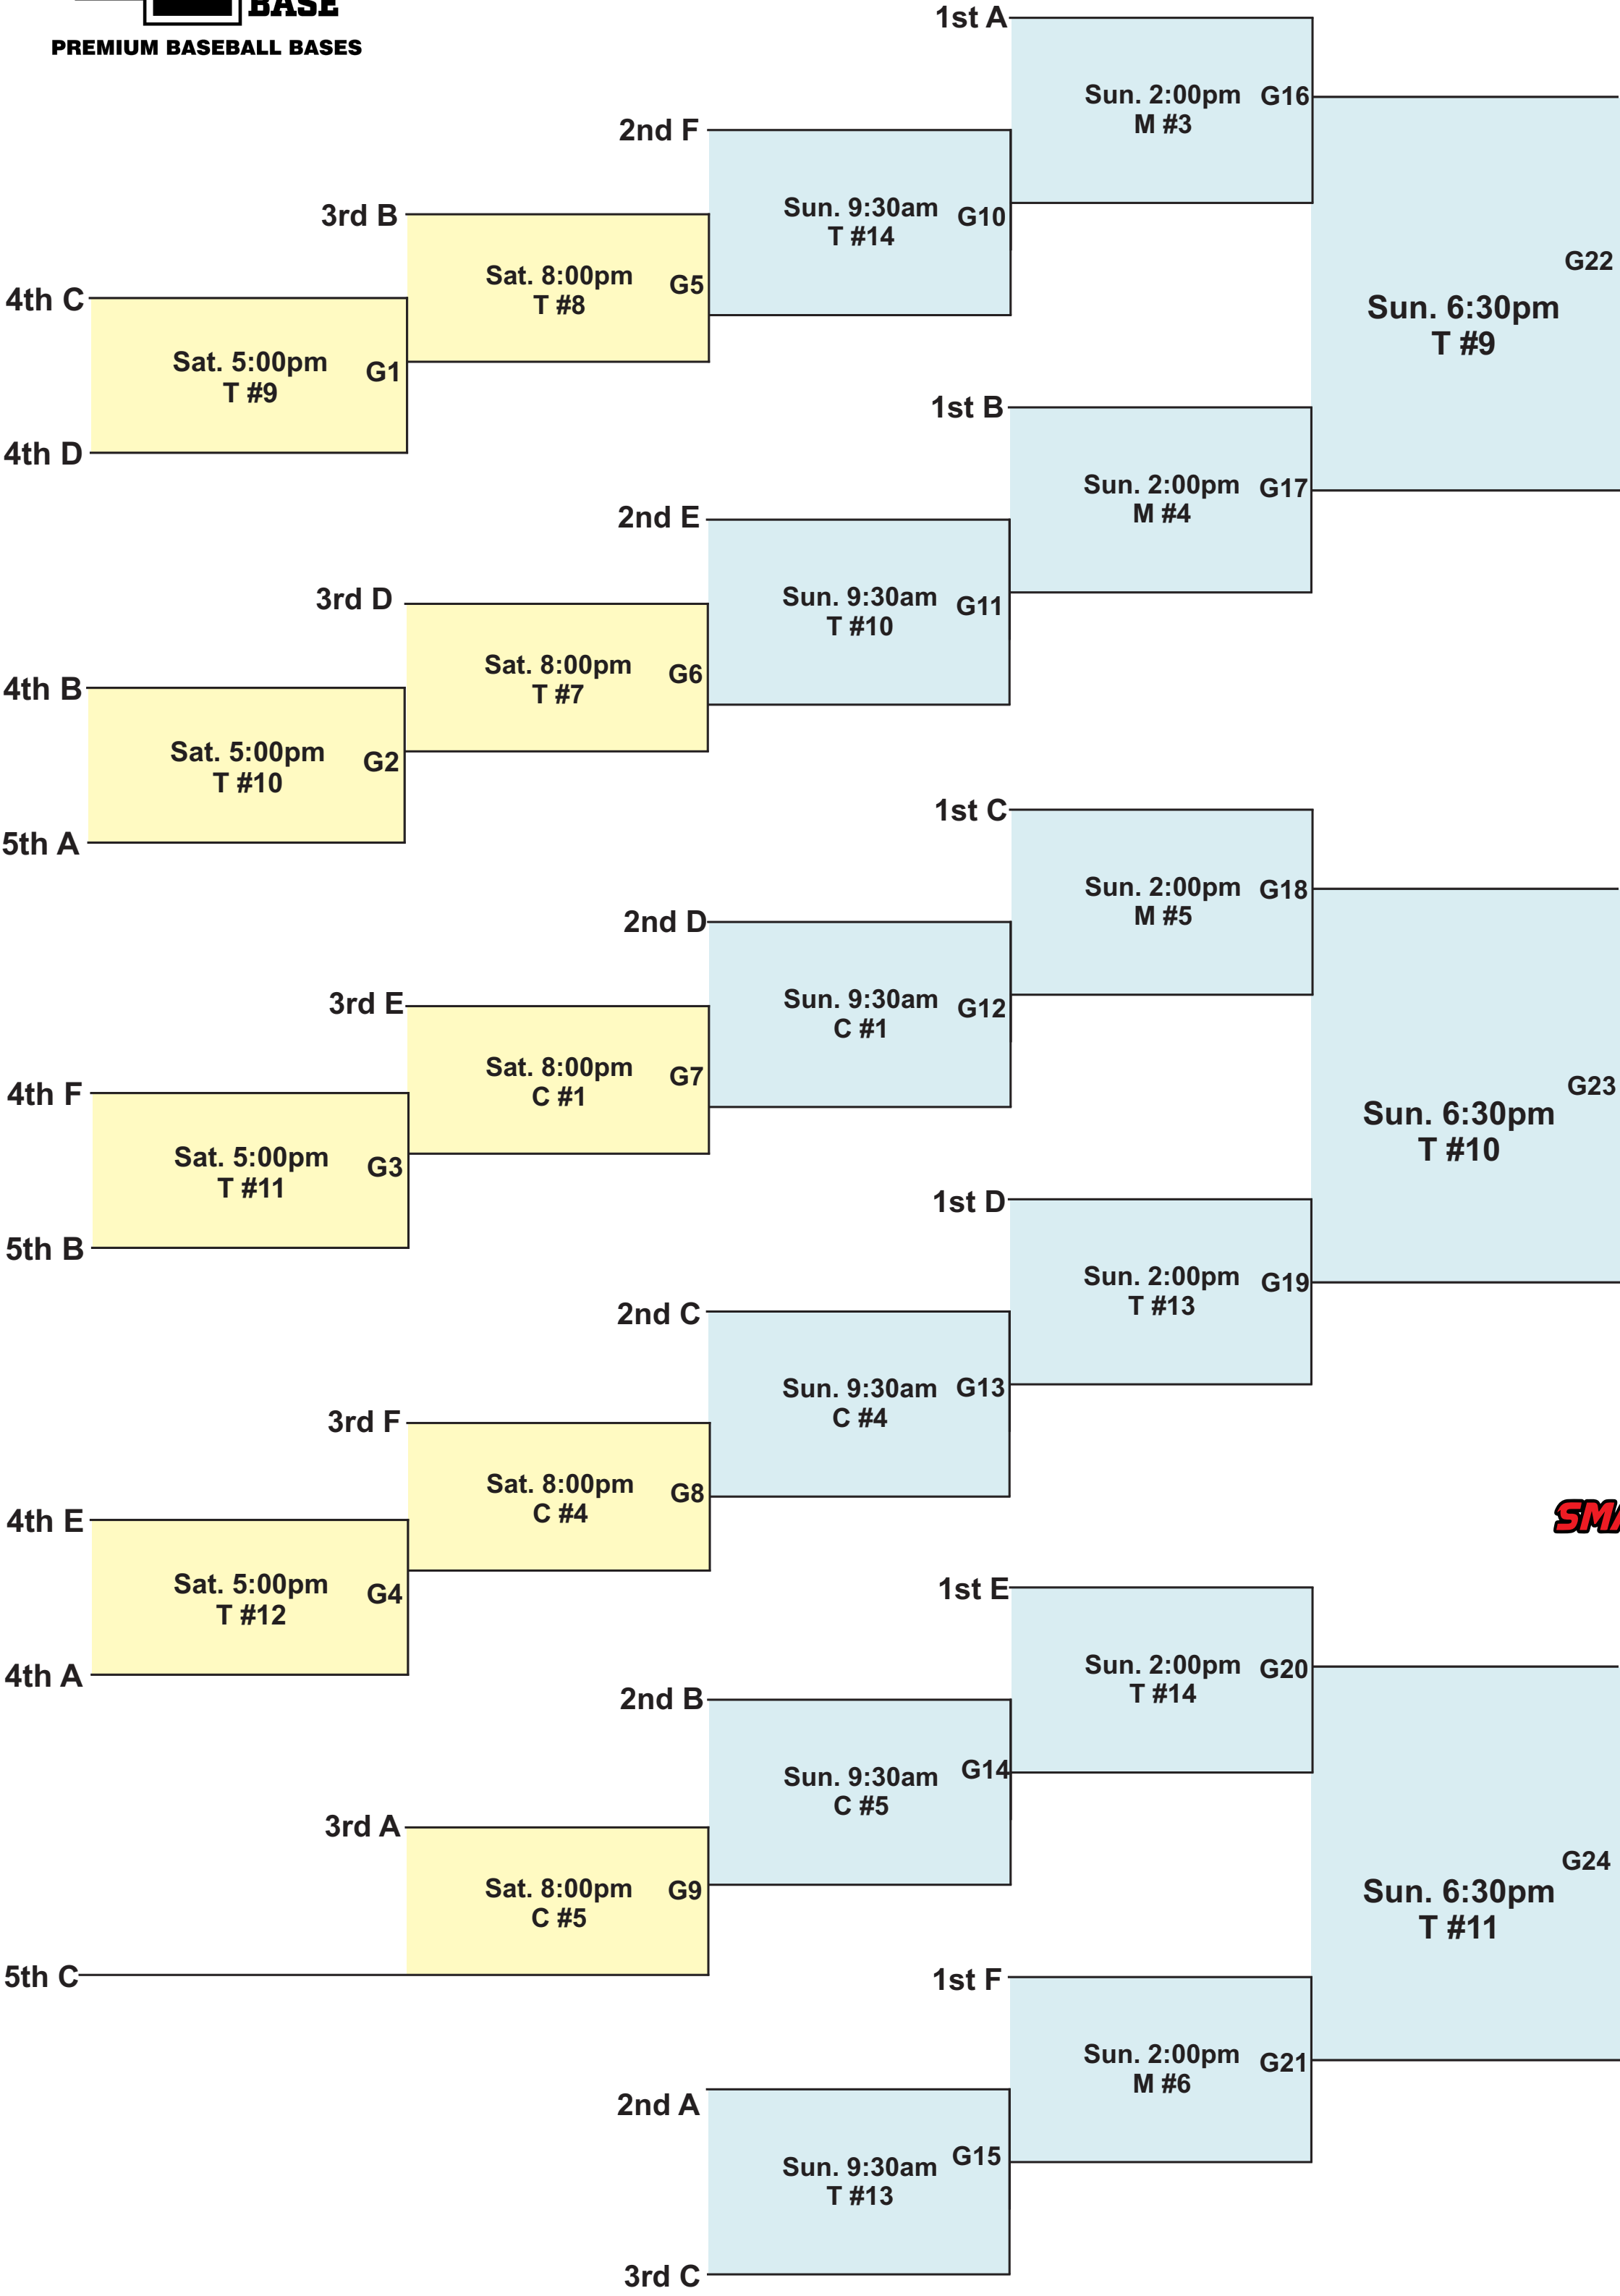 BASE
PREMIUM BASEBALL BASES
1st A
Sun. 2:00pm
M #3
G16
2nd F
Sun. 9:30am
T #14
G10
3rd B
Sat. 8:00pm
T #8
G5
4th C
Sat. 5:00pm
T #9
G1
4th D
G22
Sun. 6:30pm
T #9
1st B
Sun. 2:00pm
M #4
G17
2nd E
Sun. 9:30am
T #10
G11
3rd D
Sat. 8:00pm
T #7
G6
4th B
Sat. 5:00pm
T #10
G2
5th A
1st C
Sun. 2:00pm
M #5
G18
2nd D
Sun. 9:30am
C #1
G12
3rd E
Sat. 8:00pm
C #1
G7
4th F
Sat. 5:00pm
T #11
G3
5th B
G23
Sun. 6:30pm
T #10
1st D
Sun. 2:00pm
T #13
G19
2nd C
Sun. 9:30am
C #4
G13
3rd F
Sat. 8:00pm
C #4
G8
4th E
Sat. 5:00pm
T #12
G4
4th A
1st E
Sun. 2:00pm
T #14
G20
2nd B
Sun. 9:30am
C #5
G14
3rd A
Sat. 8:00pm
C #5
G9
5th C
G24
Sun. 6:30pm
T #11
1st F
Sun. 2:00pm
M #6
G21
2nd A
Sun. 9:30am
T #13
G15
3rd C